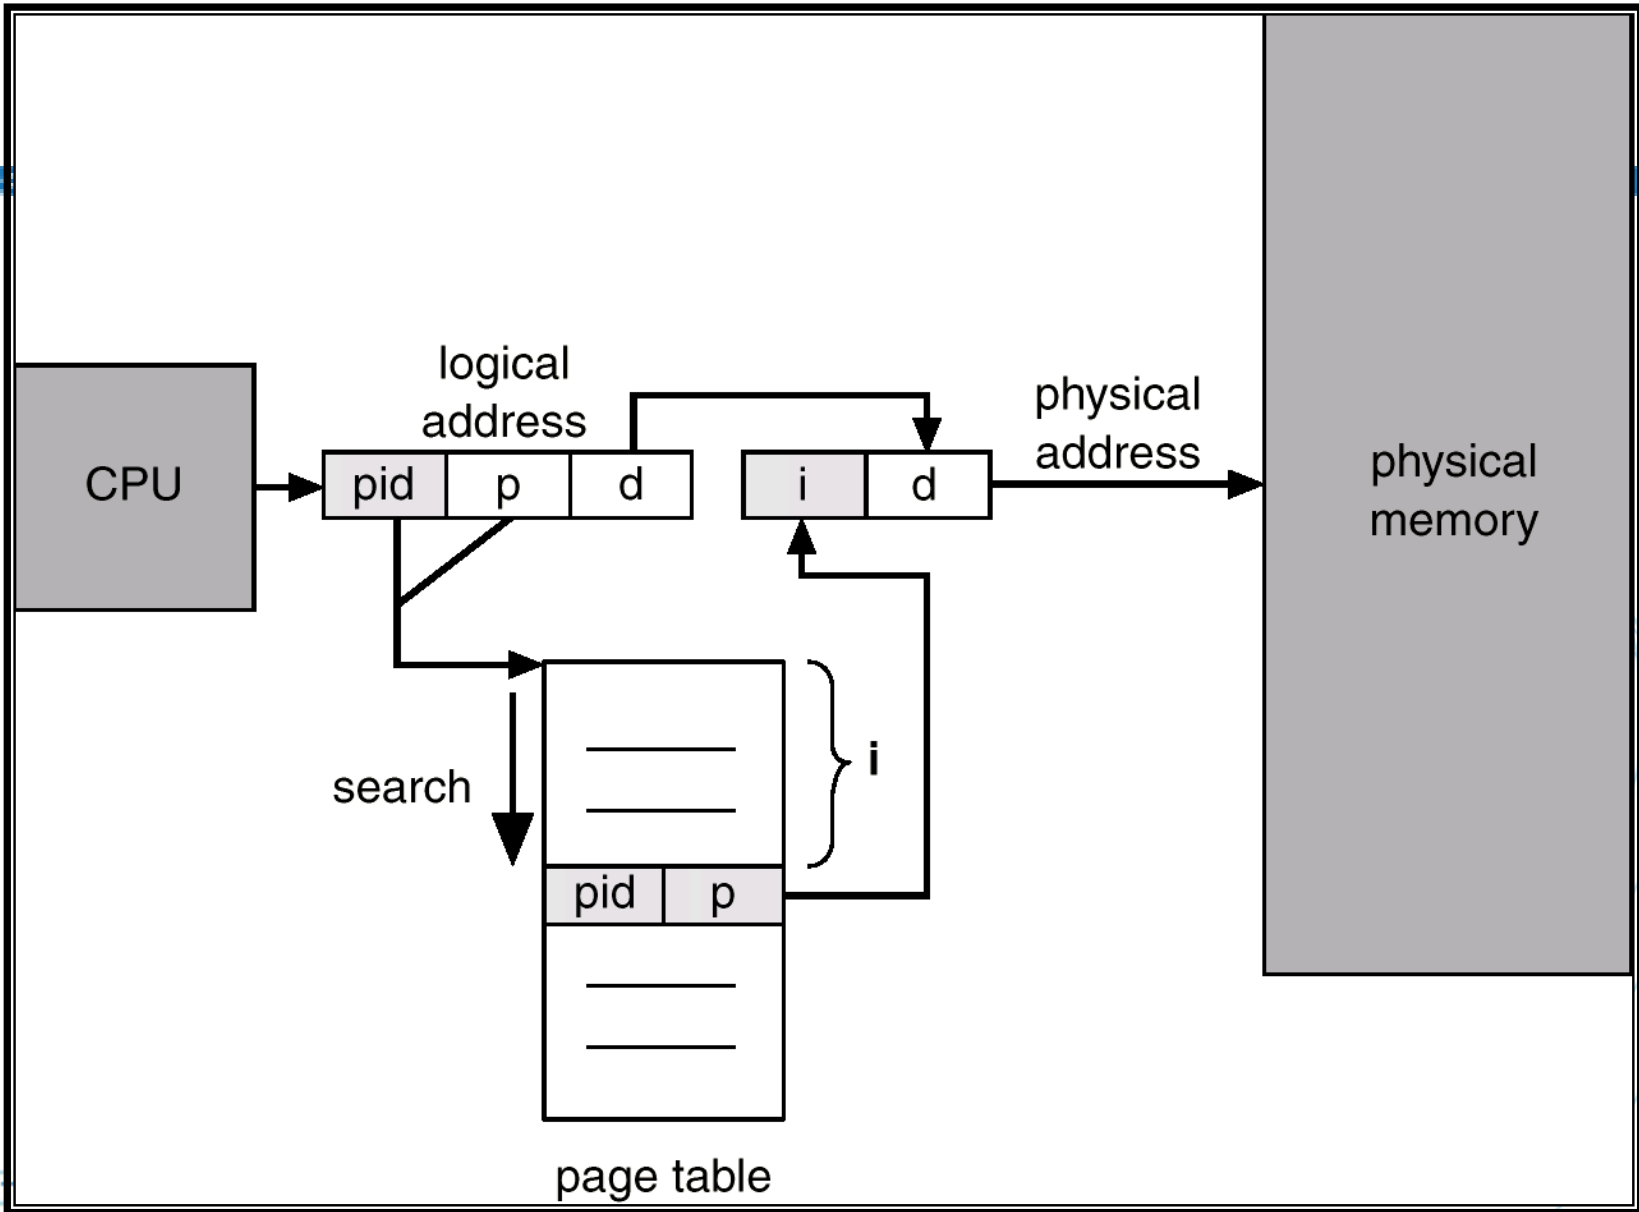 logical
address
CPU
pid
p
d
i
d
physical
address
physical
memory
search
i
pid
p
page table